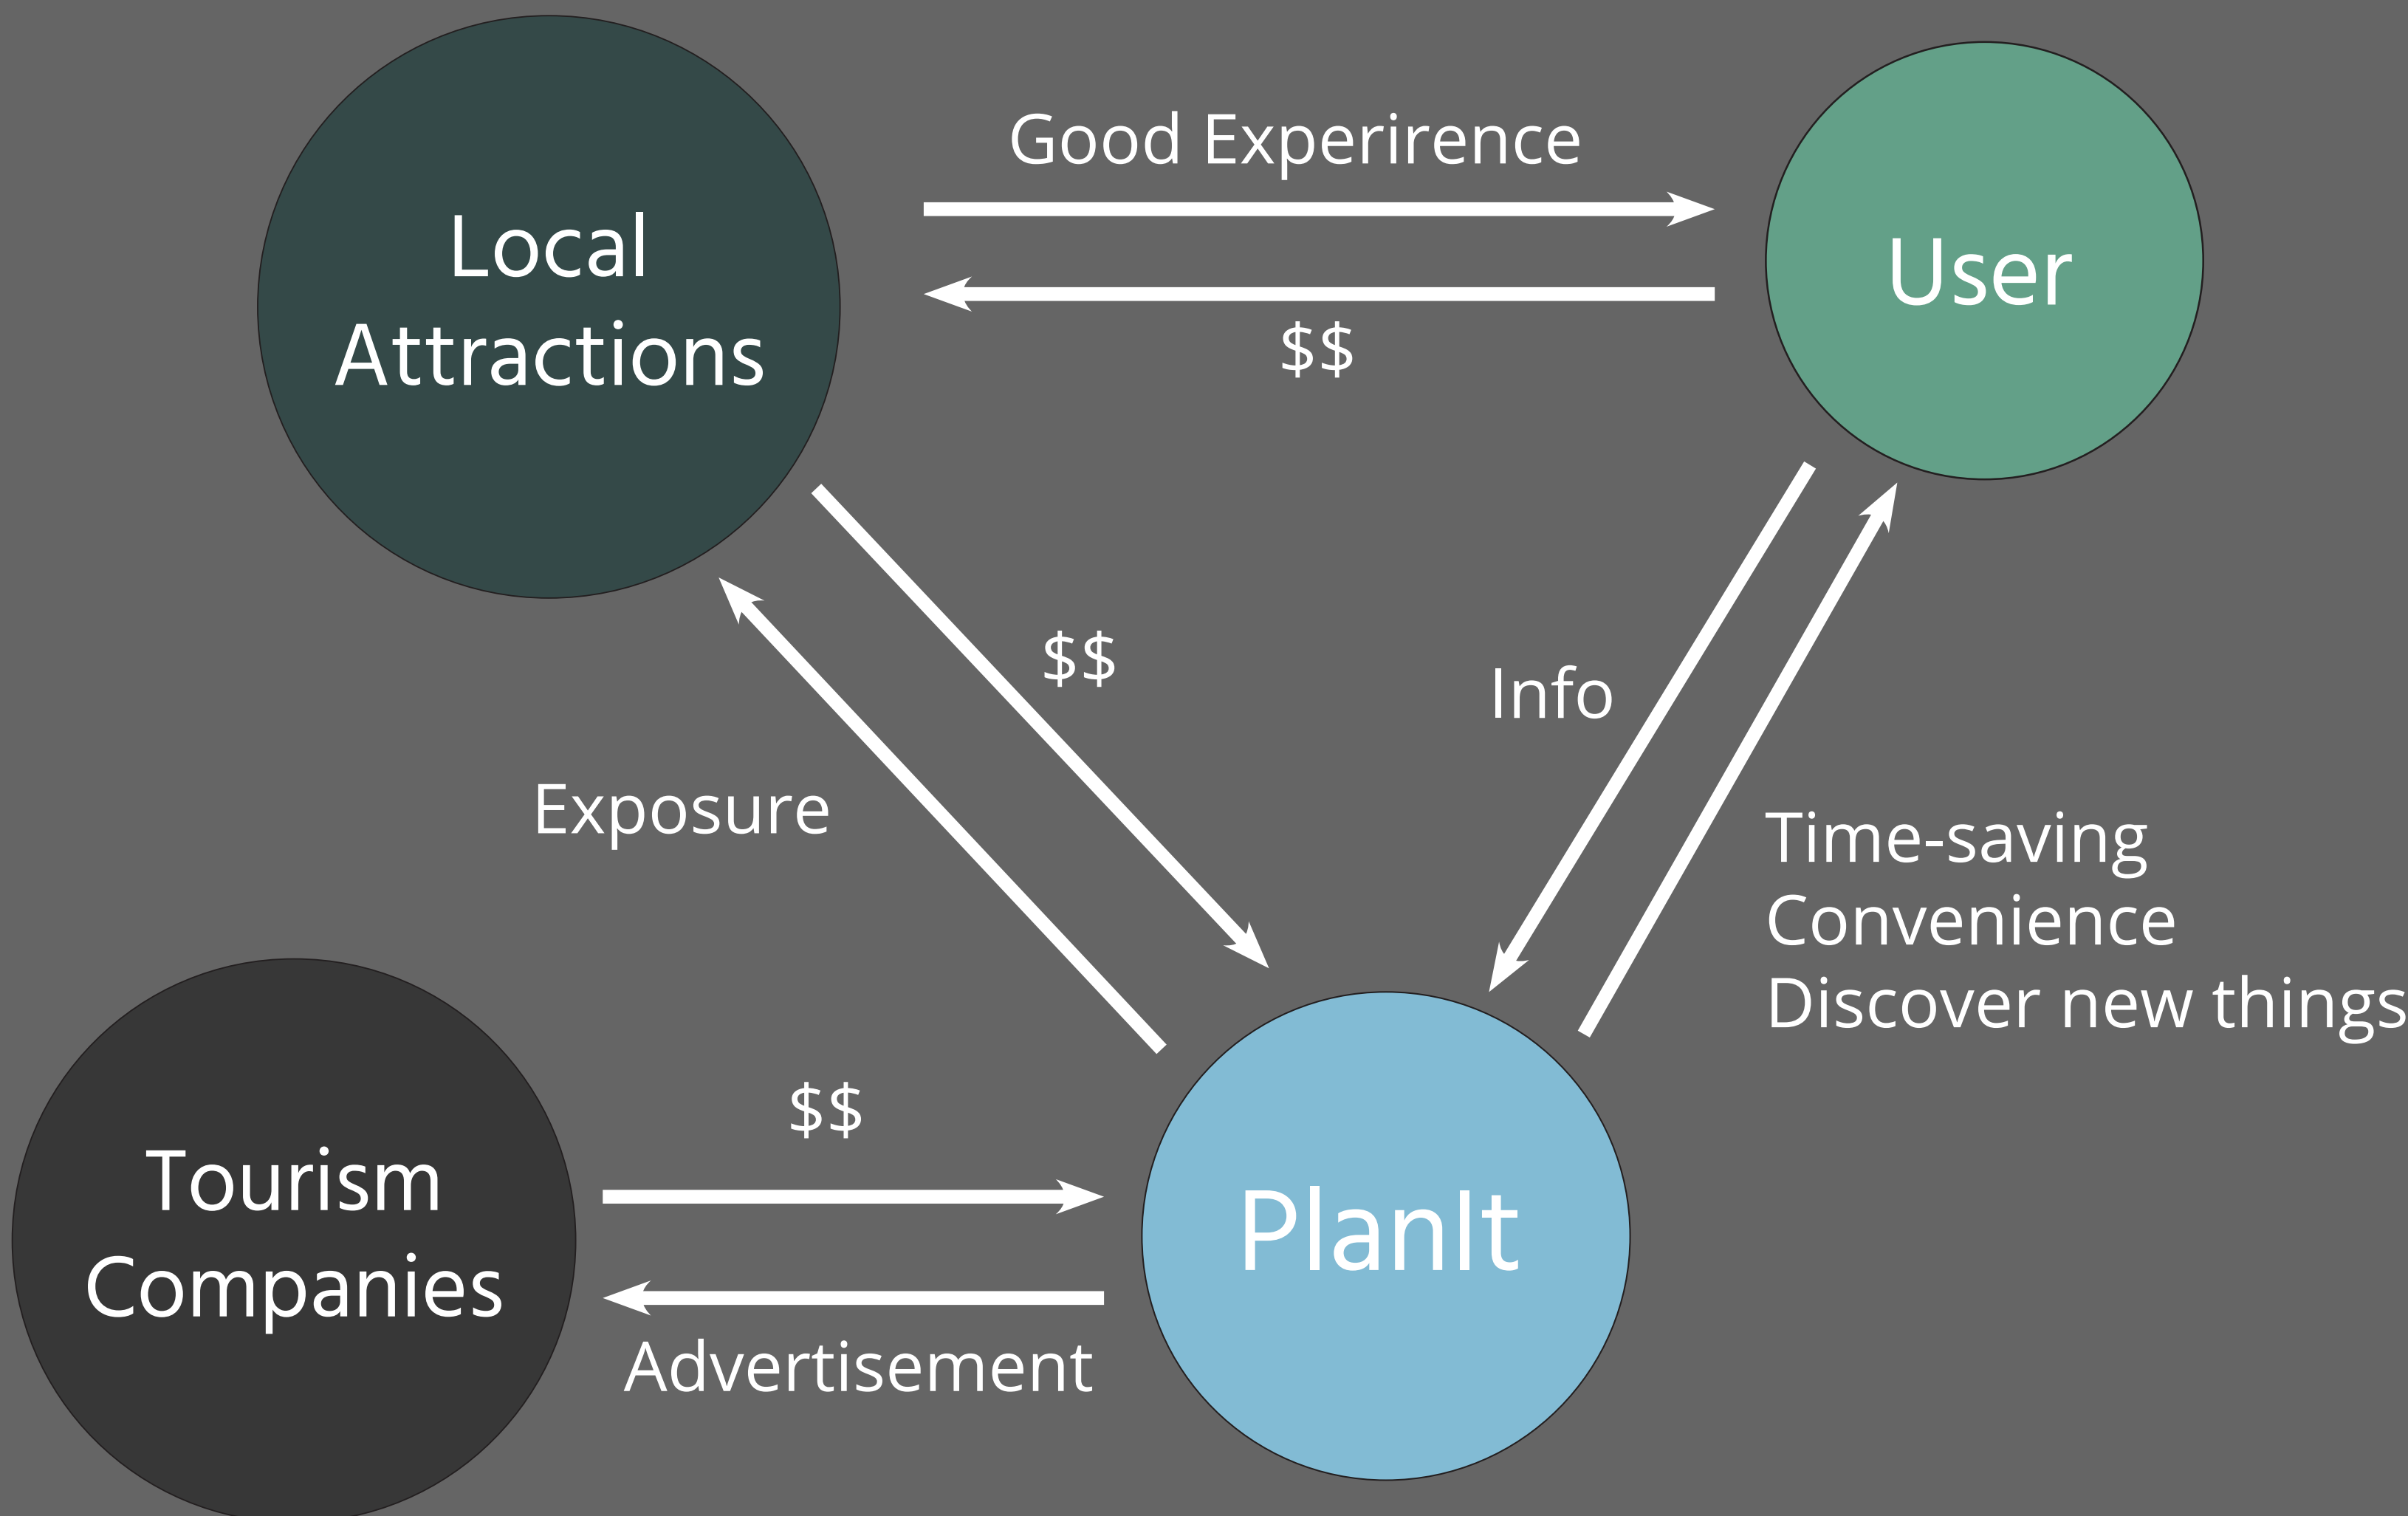 Good Experirence
Local
Attractions
User
$$
$$
Info
Exposure
Time-saving
Convenience
Discover new things
$$
Tourism
Companies
PlanIt
Advertisement